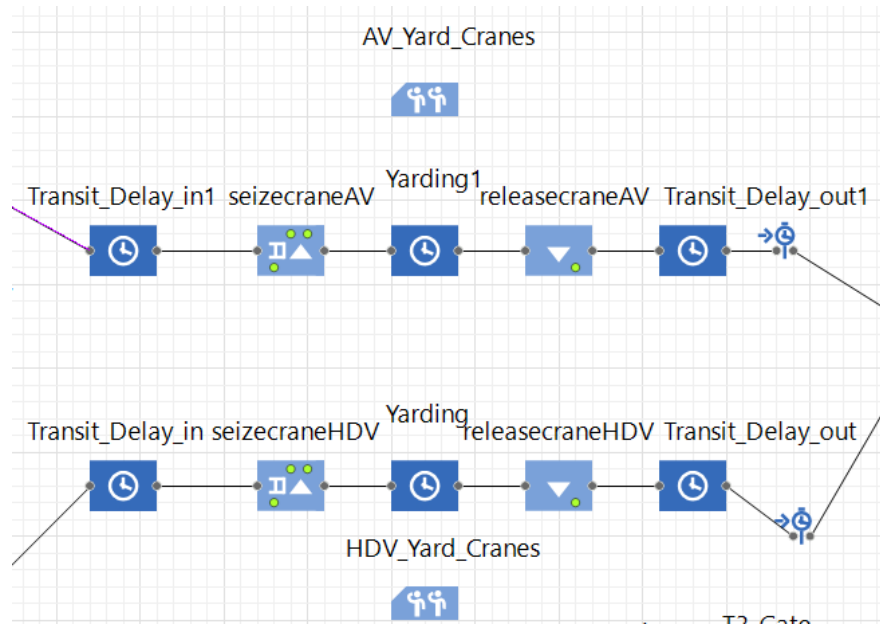 AV_Yard_Cranes
Transit_Delay_in1 seizecraneAV Yarding1 releasecraneAV Transit_Delay_out1
Transit_Delay_in seizecraneHDV Yarding releasecraneHDV Transit_Delay_out
HDV_Yard_Cranes